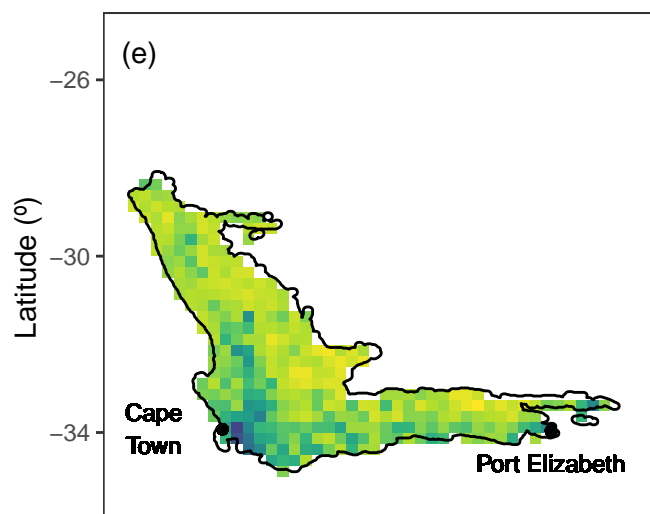 (e)
−26
−30
−34
Latitude (º)
Cape
Town
Port Elizabeth